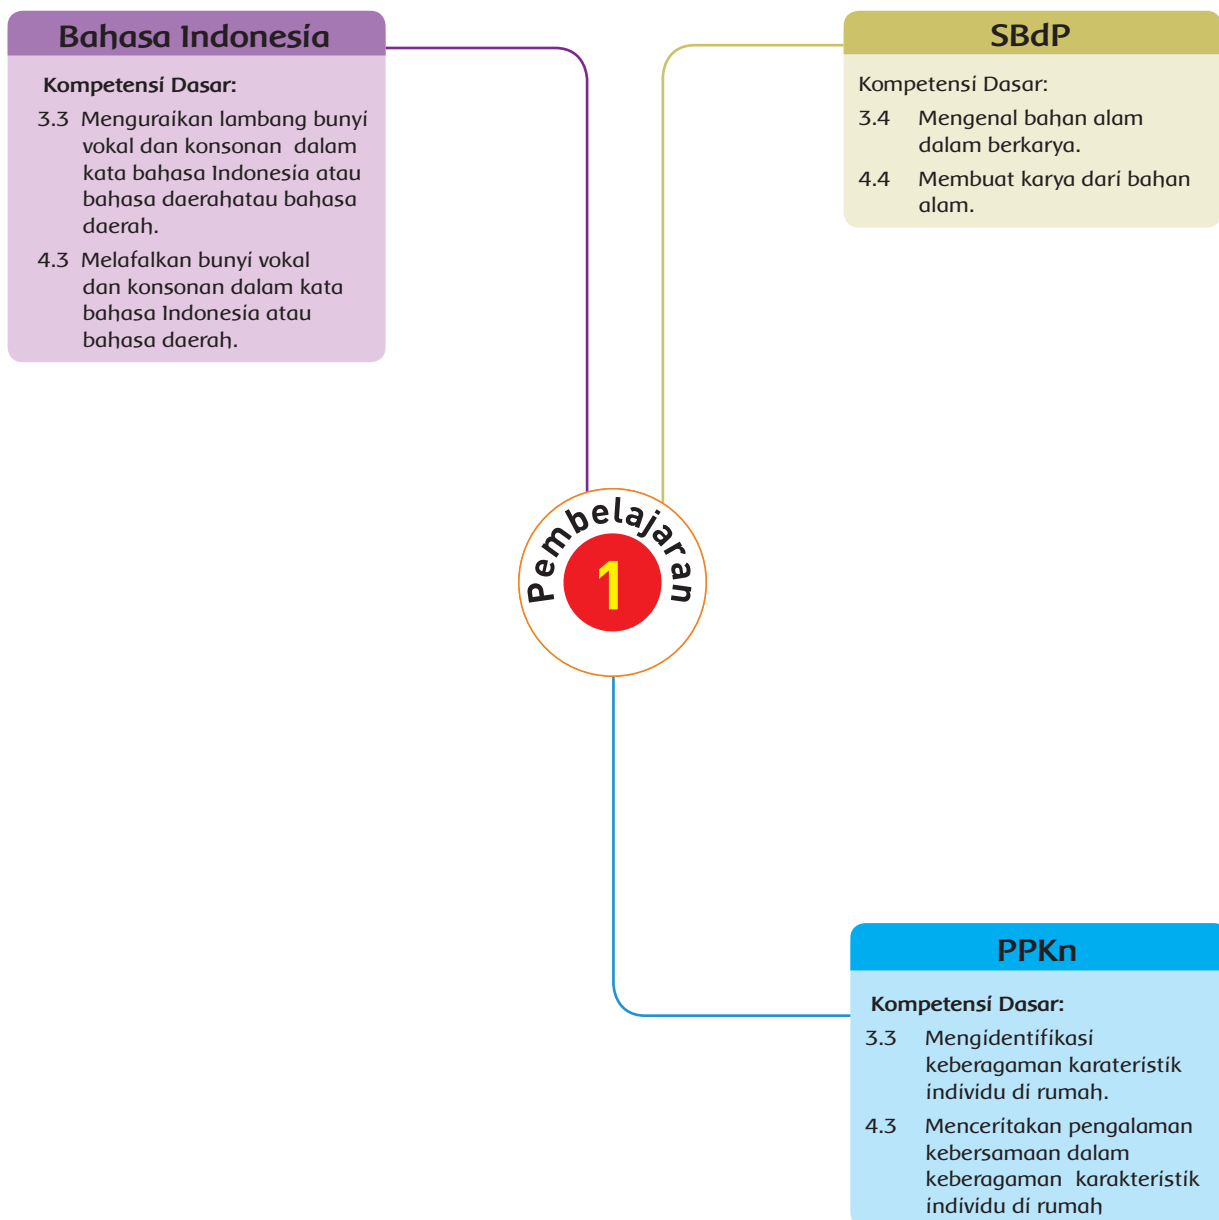 Bahasa Indonesia
Kompetensi Dasar:
3.3 Menguraikan lambang bunyi
vokal dan konsonan dalam
kata bahasa Indonesia atau
bahasa daerahatau bahasa
daerah.
4.3 Melafalkan bunyi vokal
dan konsonan dalam kata
bahasa Indonesia atau
bahasa daerah.
SBdP
Kompetensi Dasar:
3.4 Mengenal bahan alam
dalam berkarya.
4.4 Membuat karya dari bahan
alam.
Pembelajaran
1
PPKn
Kompetensi Dasar:
3.3 Mengidentifikasi
keberagaman karateristik
individu di rumah.
4.3 Menceritakan pengalaman
kebersamaan dalam
keberagaman karakteristik
individu di rumah